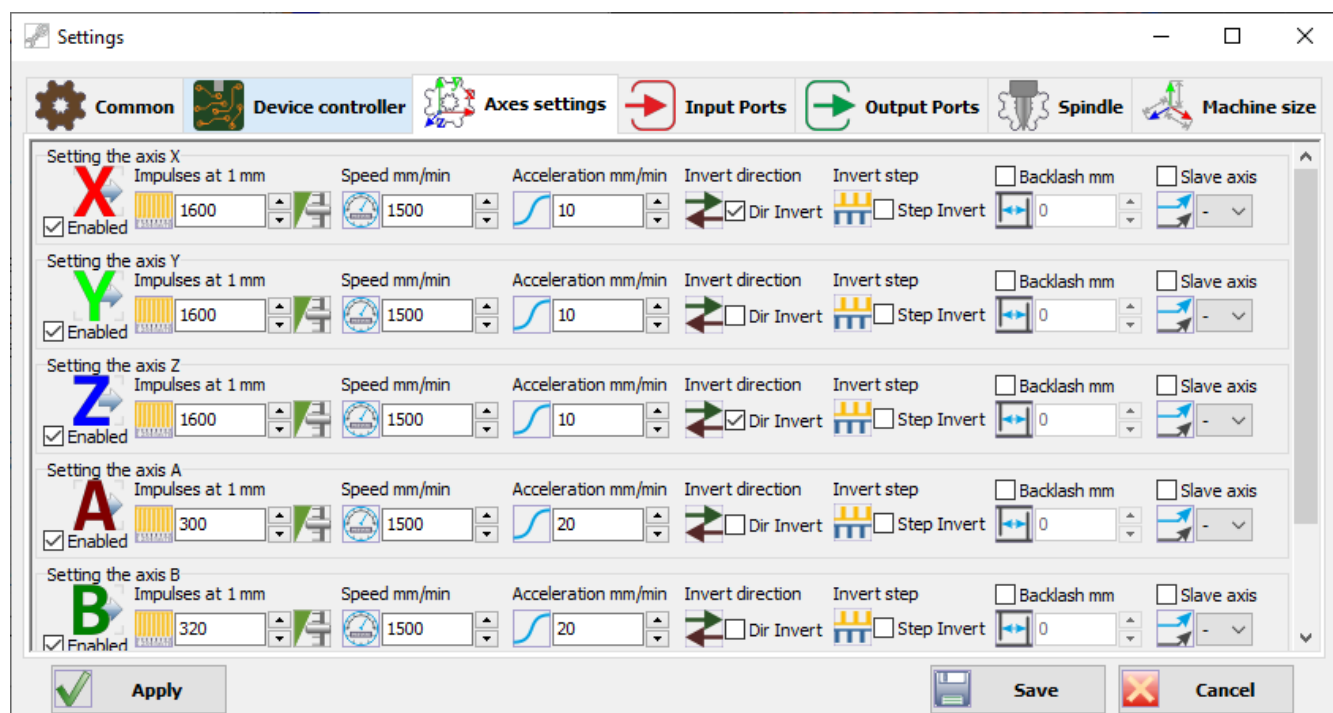 Settings
Common Device controller Axes settings Input Ports Output Ports Spindle Machine size
Setting the axis X
Impulses at 1 mm Speed mm/min Acceleration mm/min Invert direction Invert step Backlash mm Slave axis
X Enabled 1600 1500 10 Dir Invert Step Invert 0 -
Setting the axis Y
Impulses at 1 mm Speed mm/min Acceleration mm/min Invert direction Invert step Backlash mm Slave axis
Y Enabled 1600 1500 10 Dir Invert Step Invert 0 -
Setting the axis Z
Impulses at 1 mm Speed mm/min Acceleration mm/min Invert direction Invert step Backlash mm Slave axis
Z Enabled 1600 1500 10 Dir Invert Step Invert 0 -
Setting the axis A
Impulses at 1 mm Speed mm/min Acceleration mm/min Invert direction Invert step Backlash mm Slave axis
A Enabled 300 1500 20 Dir Invert Step Invert 0 -
Setting the axis B
Impulses at 1 mm Speed mm/min Acceleration mm/min Invert direction Invert step Backlash mm Slave axis
B Enabled 320 1500 20 Dir Invert Step Invert 0 -
Apply Save Cancel